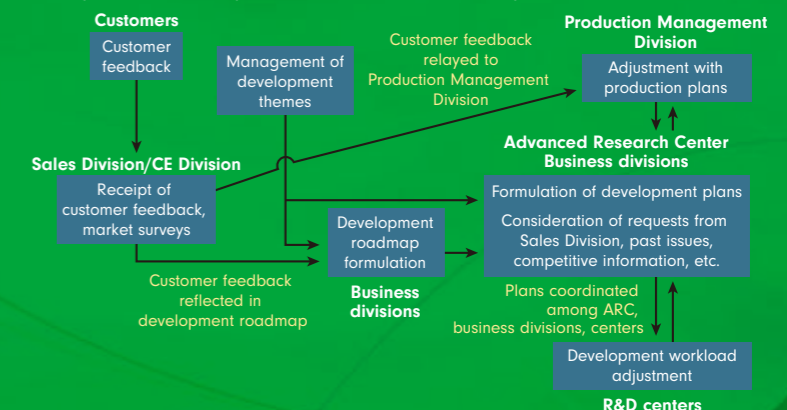 Customers
Customer
feedback
Management of
development
themes
Customer feedback
relayed to
Production Management
Division
Production Management
Division
Adjustment with
production plans
Sales Division/CE Division
Receipt of
customer feedback,
market surveys
Advanced Research Center
Business divisions
Formulation of development plans
Consideration of requests from
Sales Division, past issues,
competitive information, etc.
Development
roadmap
formulation
Business
divisions
Customer feedback
reflected in
development roadmap
Plans coordinated
among ARC,
business divisions, centers
Development workload
adjustment
R&D centers